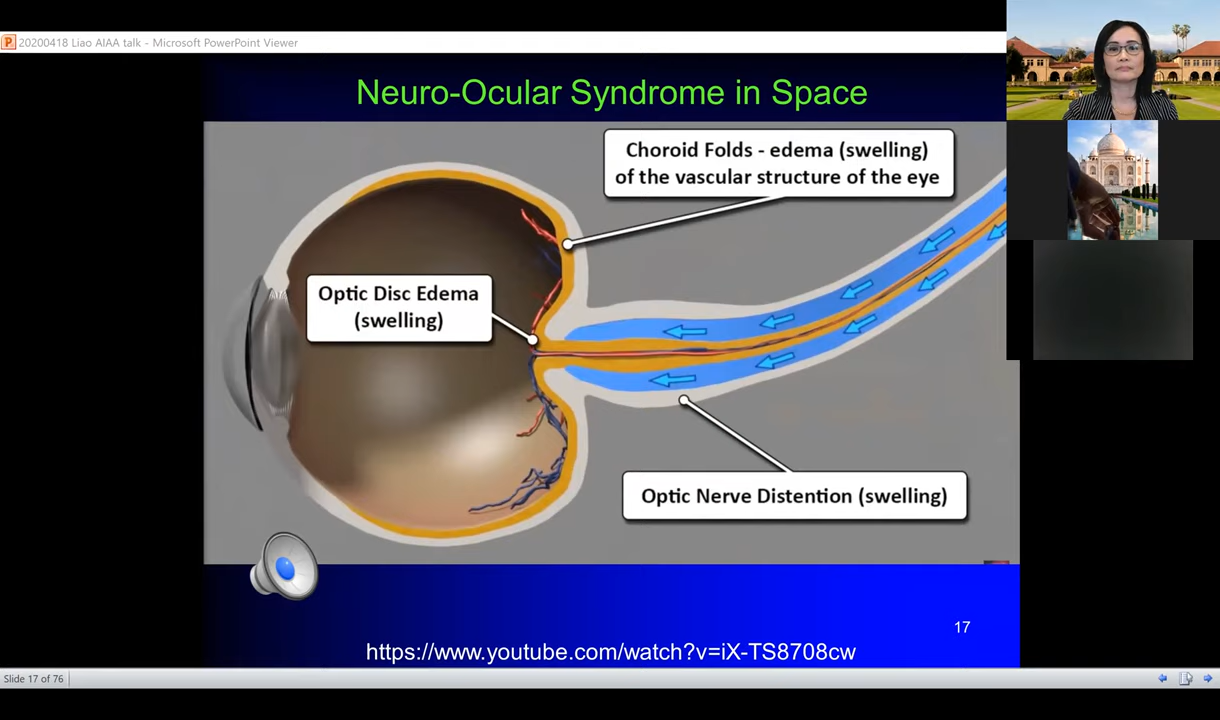 20200418 Liao AIAA talk - Microsoft PowerPoint Viewer
Neuro-Ocular Syndrome in Space
Choroid Folds - edema (swelling)
of the vascular structure of the eye
Optic Disc Edema
(swelling)
Optic Nerve Distention (swelling)
17
https://www.youtube.com/watch?v=iX-TS8708cw
Slide 17 of 76